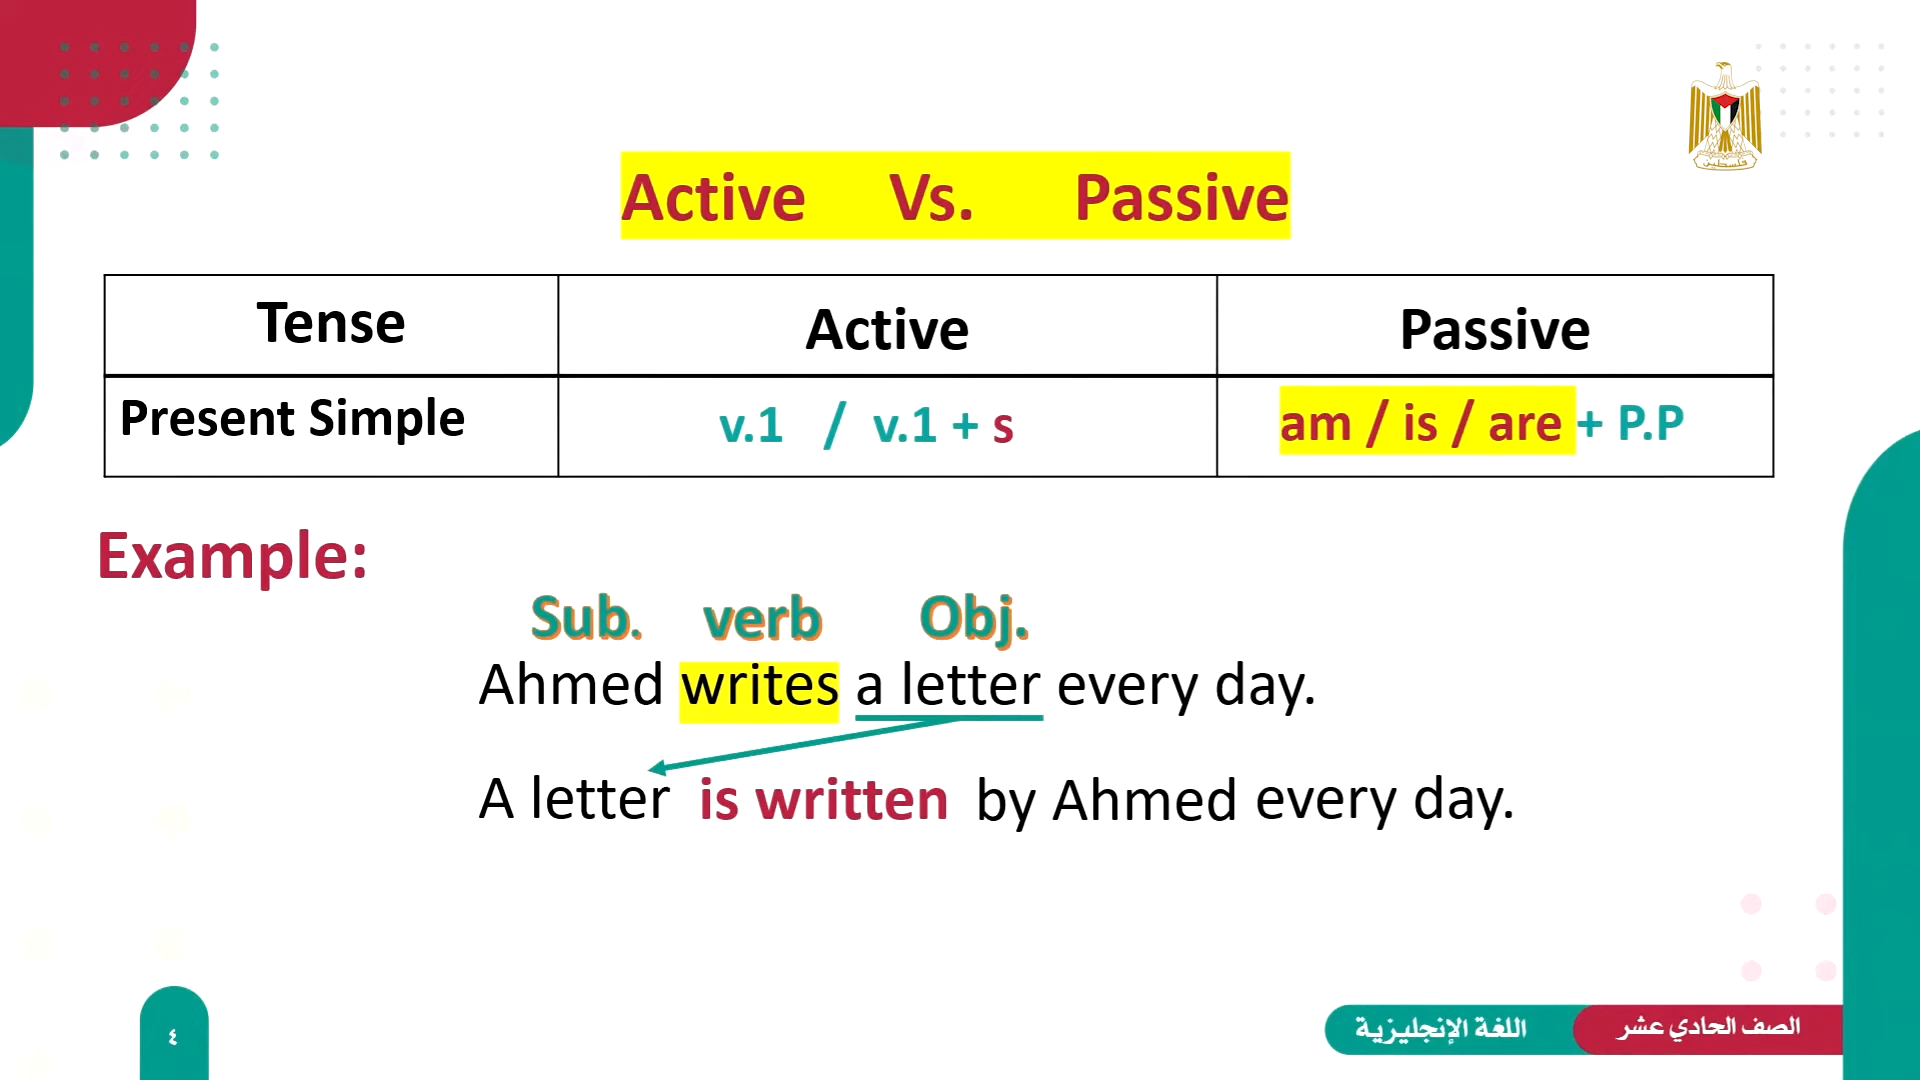 Active Vs. Passive
Tense Active Passive
Present Simple v.1 / v.1 + s am / is / are + P.P
Example:
Sub. verb Obj.
Ahmed writes a letter every day.
A letter is written by Ahmed every day.
٤
الصف الحادي عشر اللغة الإنجليزية
فلسطين